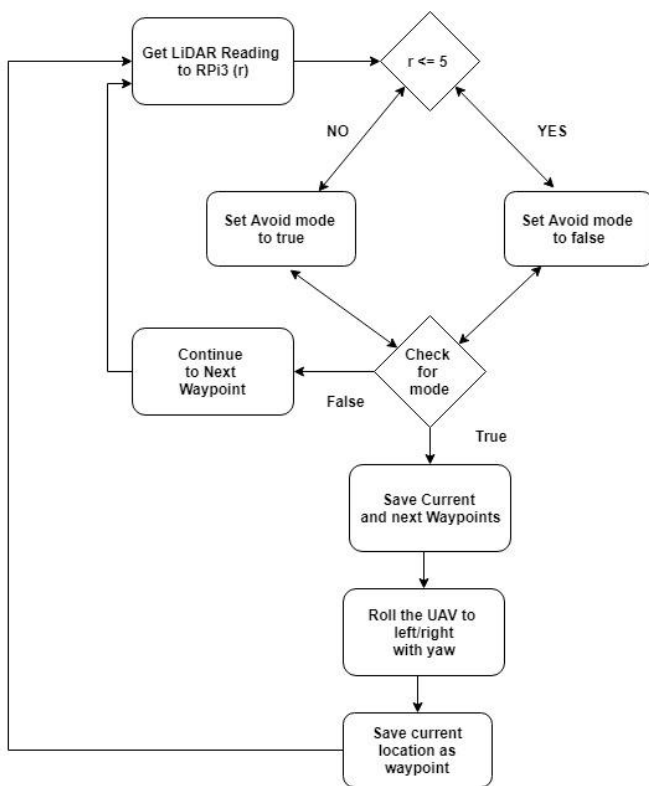 Get LiDAR Reading
to RPi3 (r)
r <= 5
NO
YES
Set Avoid mode
to true
Set Avoid mode
to false
Continue
to Next
Waypoint
Check
for
mode
False
True
Save Current
and next Waypoints
Roll the UAV to
left/right
with yaw
Save current
location as
waypoint